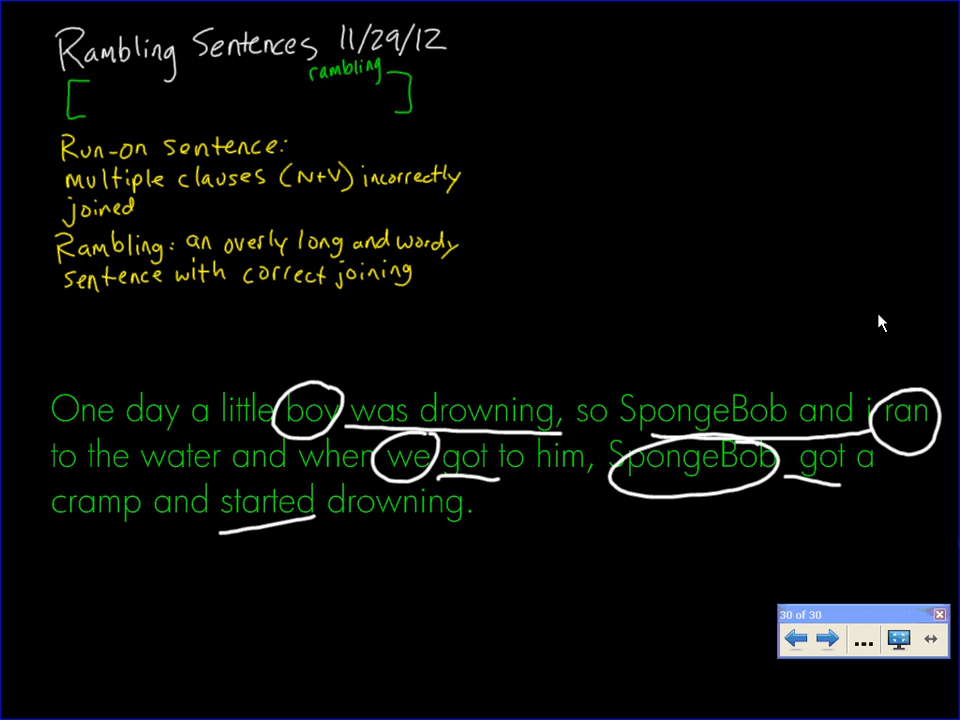 Rambling Sentences 11/29/12
rambling
[ ]
Run-on sentence:
multiple clauses (N+V) incorrectly
joined
Rambling: an overly long and wordy
sentence with correct joining
One day a little boy was drowning, so SpongeBob and i ran
to the water and when we got to him, SpongeBob got a
cramp and started drowning.
30 of 30
...